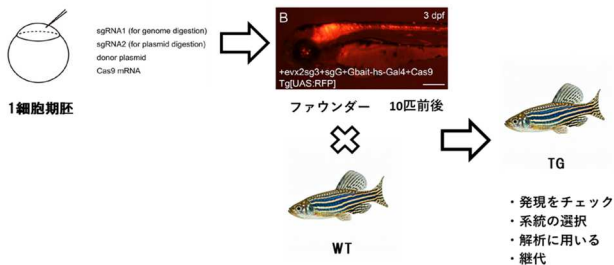 sgRNA1 (for genome digestion)
sgRNA2 (for plasmid digestion)
donor plasmid
Cas9 mRNA
1細胞期胚
B
3 dpf
+evx2sg3+sgG+Gbait-hs-Gal4+Cas9
Tg[UAS:RFP]
ファウンダー 10匹前後
WT
TG
・発現をチェック
・系統の選択
・解析に用いる
・継代